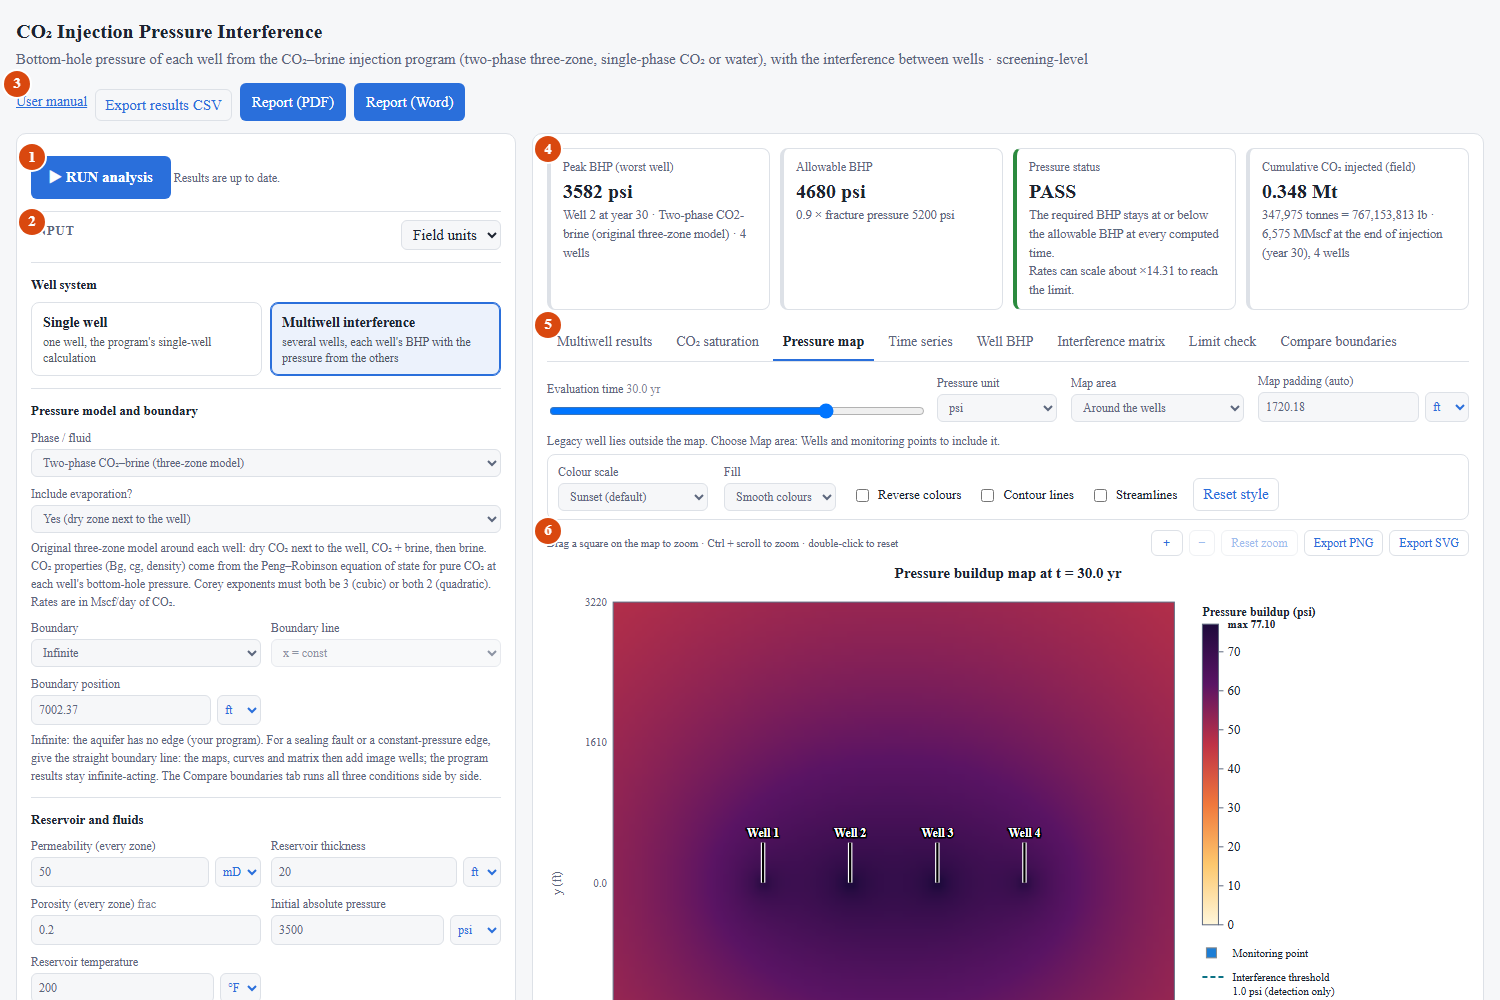 CO₂ Injection Pressure Interference
Bottom-hole pressure of each well from the CO₂–brine injection program (two-phase three-zone, single-phase CO₂ or water), with the interference between wells · screening-level
3
User manual
Export results CSV
Report (PDF)
Report (Word)
1
▶ RUN analysis
Results are up to date.
2
PUT
Field units
Well system
Single well
one well, the program's single-well
calculation
Multiwell interference
several wells, each well's BHP with the
pressure from the others
Pressure model and boundary
Phase / fluid
Two-phase CO₂–brine (three-zone model)
Include evaporation?
Yes (dry zone next to the well)
Original three-zone model around each well: dry CO₂ next to the well, CO₂ + brine, then brine.
CO₂ properties (Bg, cg, density) come from the Peng–Robinson equation of state for pure CO₂ at
each well's bottom-hole pressure. Corey exponents must both be 3 (cubic) or both 2 (quadratic).
Rates are in Mscf/day of CO₂.
Boundary
Boundary line
Infinite
x = const
Boundary position
7002.37
ft
Infinite: the aquifer has no edge (your program). For a sealing fault or a constant-pressure edge,
give the straight boundary line: the maps, curves and matrix then add image wells; the program
results stay infinite-acting. The Compare boundaries tab runs all three conditions side by side.
Reservoir and fluids
Permeability (every zone)
Reservoir thickness
50
mD
20
ft
Porosity (every zone) frac
Initial absolute pressure
0.2
3500
psi
Reservoir temperature
200
°F
4
Peak BHP (worst well)
3582 psi
Well 2 at year 30 · Two-phase CO2-
brine (original three-zone model) · 4
wells
Allowable BHP
4680 psi
0.9 × fracture pressure 5200 psi
Pressure status
PASS
The required BHP stays at or below
the allowable BHP at every computed
time.
Rates can scale about ×14.31 to reach
the limit.
Cumulative CO₂ injected (field)
0.348 Mt
347,975 tonnes = 767,153,813 lb ·
6,575 MMscf at the end of injection
(year 30), 4 wells
5
Multiwell results
CO₂ saturation
Pressure map
Time series
Well BHP
Interference matrix
Limit check
Compare boundaries
Evaluation time 30.0 yr
Pressure unit
psi
Map area
Around the wells
Map padding (auto)
1720.18
ft
Legacy well lies outside the map. Choose Map area: Wells and monitoring points to include it.
Colour scale
Sunset (default)
Fill
Smooth colours
Reverse colours
Contour lines
Streamlines
Reset style
6
Drag a square on the map to zoom · Ctrl + scroll to zoom · double-click to reset
+
−
Reset zoom
Export PNG
Export SVG
Pressure buildup map at t = 30.0 yr
3220
1610
0.0
y (ft)
Well 1
Well 2
Well 3
Well 4
Pressure buildup (psi)
max 77.10
70
60
50
40
30
20
10
0
Monitoring point
Interference threshold
1.0 psi (detection only)